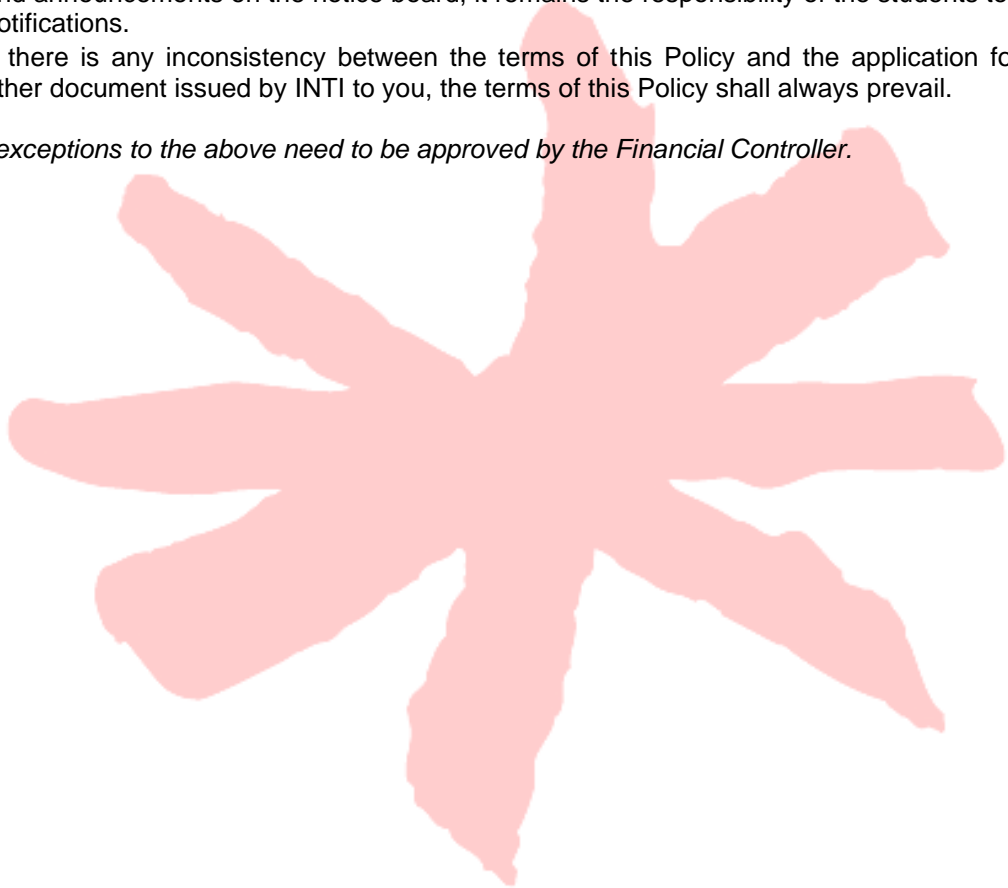 nd announcements on the notice board, it remains the responsibility of the students to
otifications.
there is any inconsistency between the terms of this Policy and the application fo
ther document issued by INTI to you, the terms of this Policy shall always prevail.
exceptions to the above need to be approved by the Financial Controller.